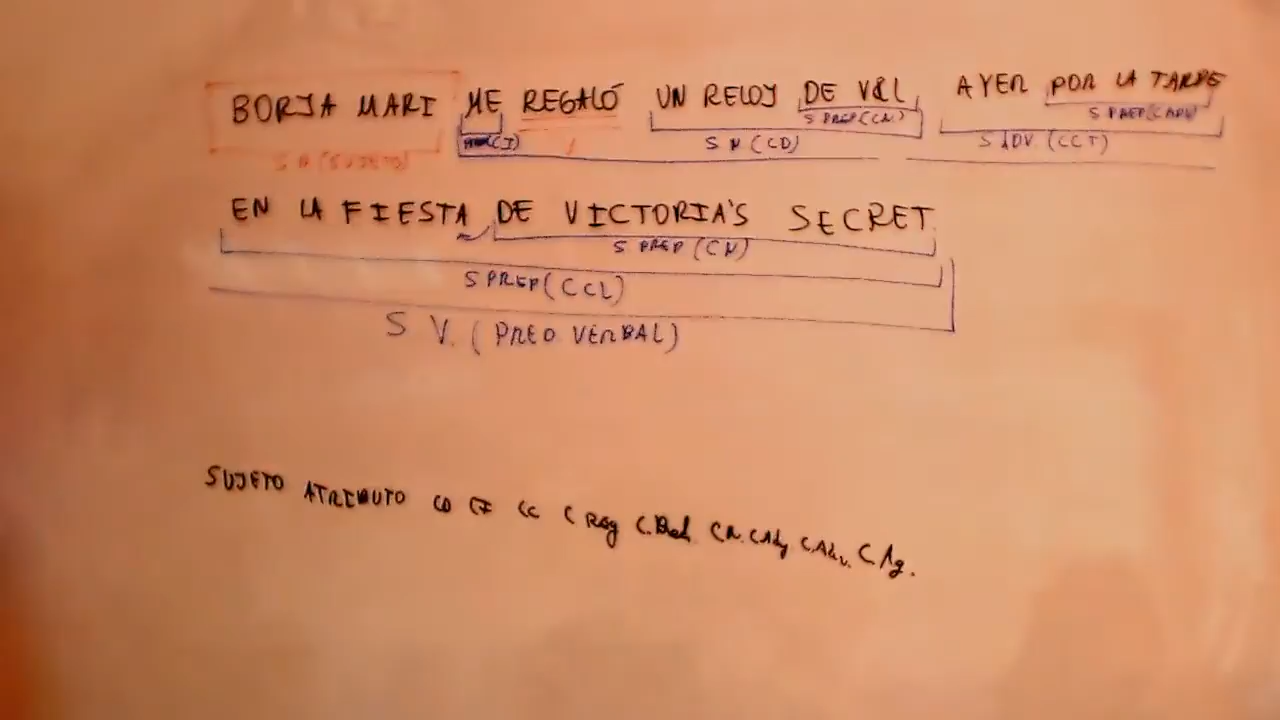 BORJA MARI ME REGALÓ UN RELOJ DE V&L AYER POR LA TARDE
S PREP (CN) S PREP (CADV)
(CI) S N (CD) S ADV (CCT)
S N (SUJETO)
EN LA FIESTA DE VICTORIA'S SECRET.
S PREP (CN)
S PREP (CCL)
S V. (PRED VERBAL)
SUJETO ATRIBUTO CD CI CC C Reg C.Pred. CN. C.Adj C.Adv. C Ag.